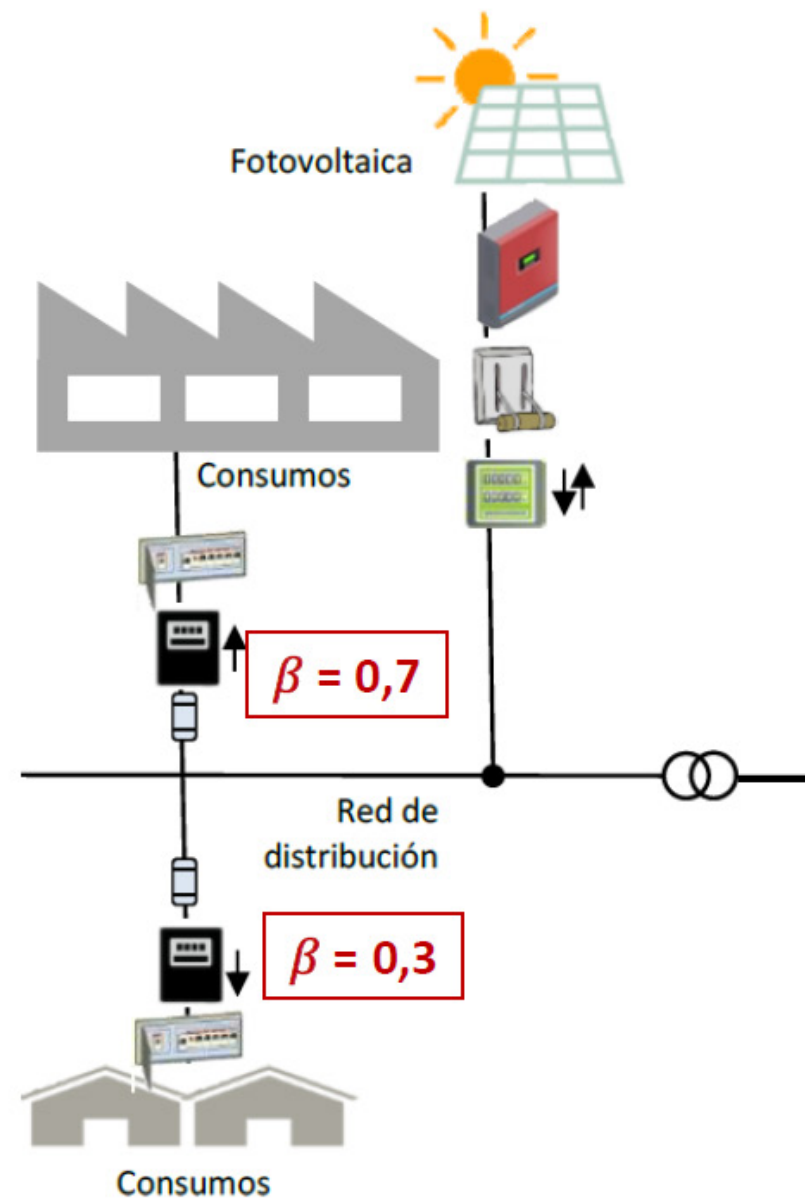 Fotovoltaica
Consumos
β = 0,7
Red de
distribución
β = 0,3
Consumos